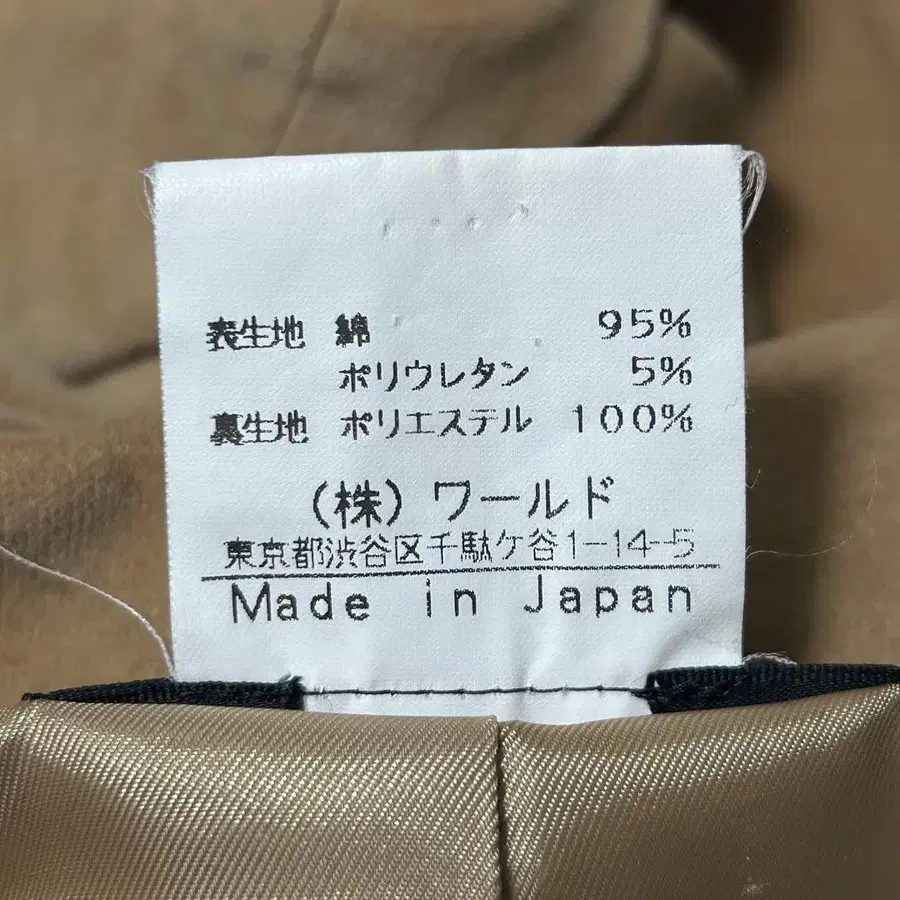 表生地 綿 95%
ポリウレタン 5%
裏生地 ポリエステル 100%
(株) ワールド
東京都渋谷区千駄ケ谷1-14-5
Made in Japan